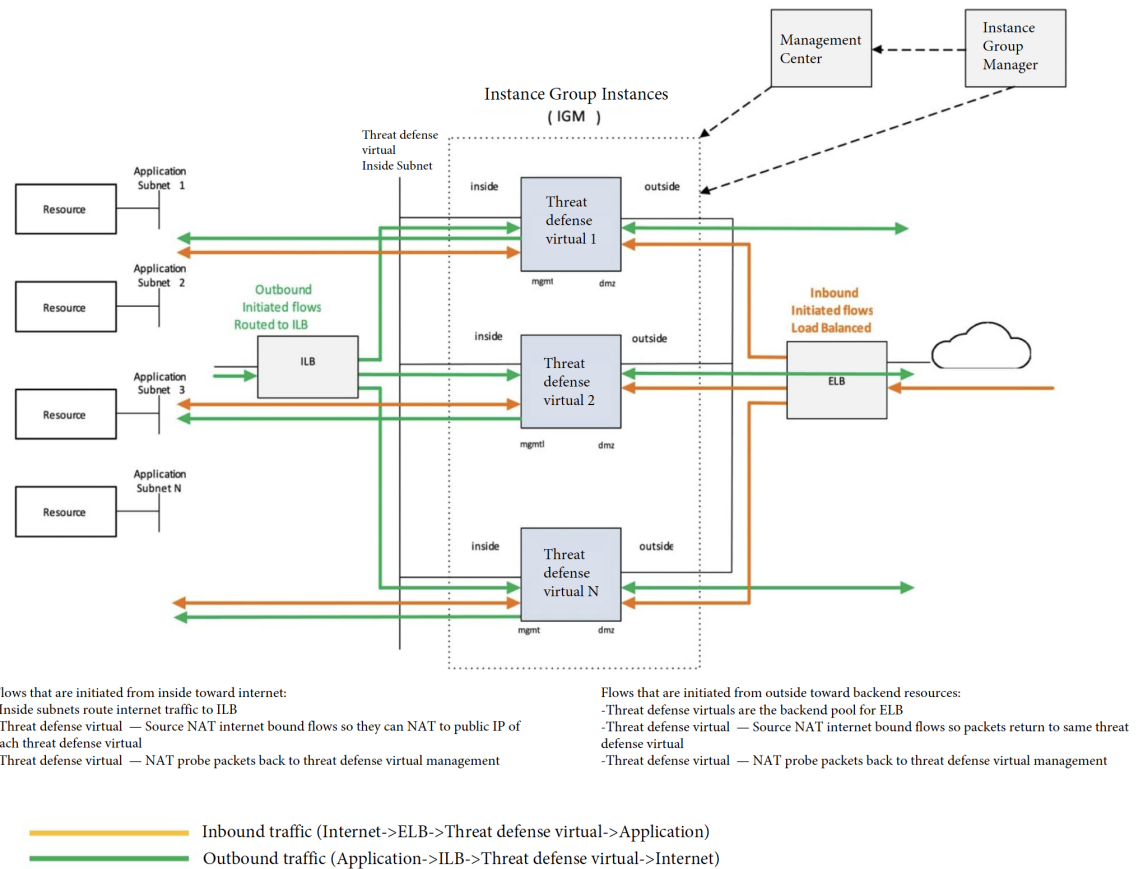 Management
Center
Instance
Group
Manager
Instance Group Instances
( IGM )
Threat defense
virtual
Inside Subnet
Application
Subnet 1
Resource
Application
Subnet 2
Resource
Application
Subnet 3
Resource
Application
Subnet N
Resource
Outbound
Initiated flows
Routed to ILB
ILB
inside
outside
Threat
defense
virtual 1
mgmt
dmz
inside
outside
Threat
defense
virtual 2
mgmtl
dmz
inside
outside
Threat
defense
virtual N
mgmt
dmz
Inbound
Initiated flows
Load Balanced
ELB
lows that are initiated from inside toward internet:
Inside subnets route internet traffic to ILB
Threat defense virtual — Source NAT internet bound flows so they can NAT to public IP of
ach threat defense virtual
Threat defense virtual — NAT probe packets back to threat defense virtual management
Flows that are initiated from outside toward backend resources:
-Threat defense virtuals are the backend pool for ELB
-Threat defense virtual — Source NAT internet bound flows so packets return to same threat
defense virtual
-Threat defense virtual — NAT probe packets back to threat defense virtual management
Inbound traffic (Internet->ELB->Threat defense virtual->Application)
Outbound traffic (Application->ILB->Threat defense virtual->Internet)